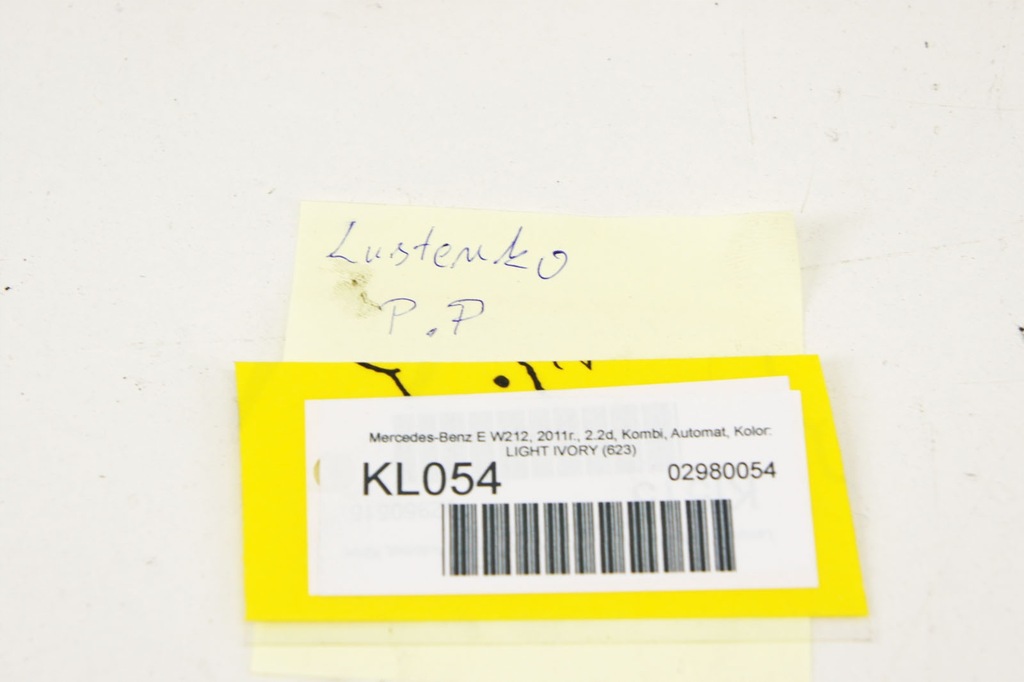 Lusterko
P.P
Mercedes-Benz E W212, 2011r., 2.2d, Kombi, Automat, Kolor:
LIGHT IVORY (623)
KL054 02980054